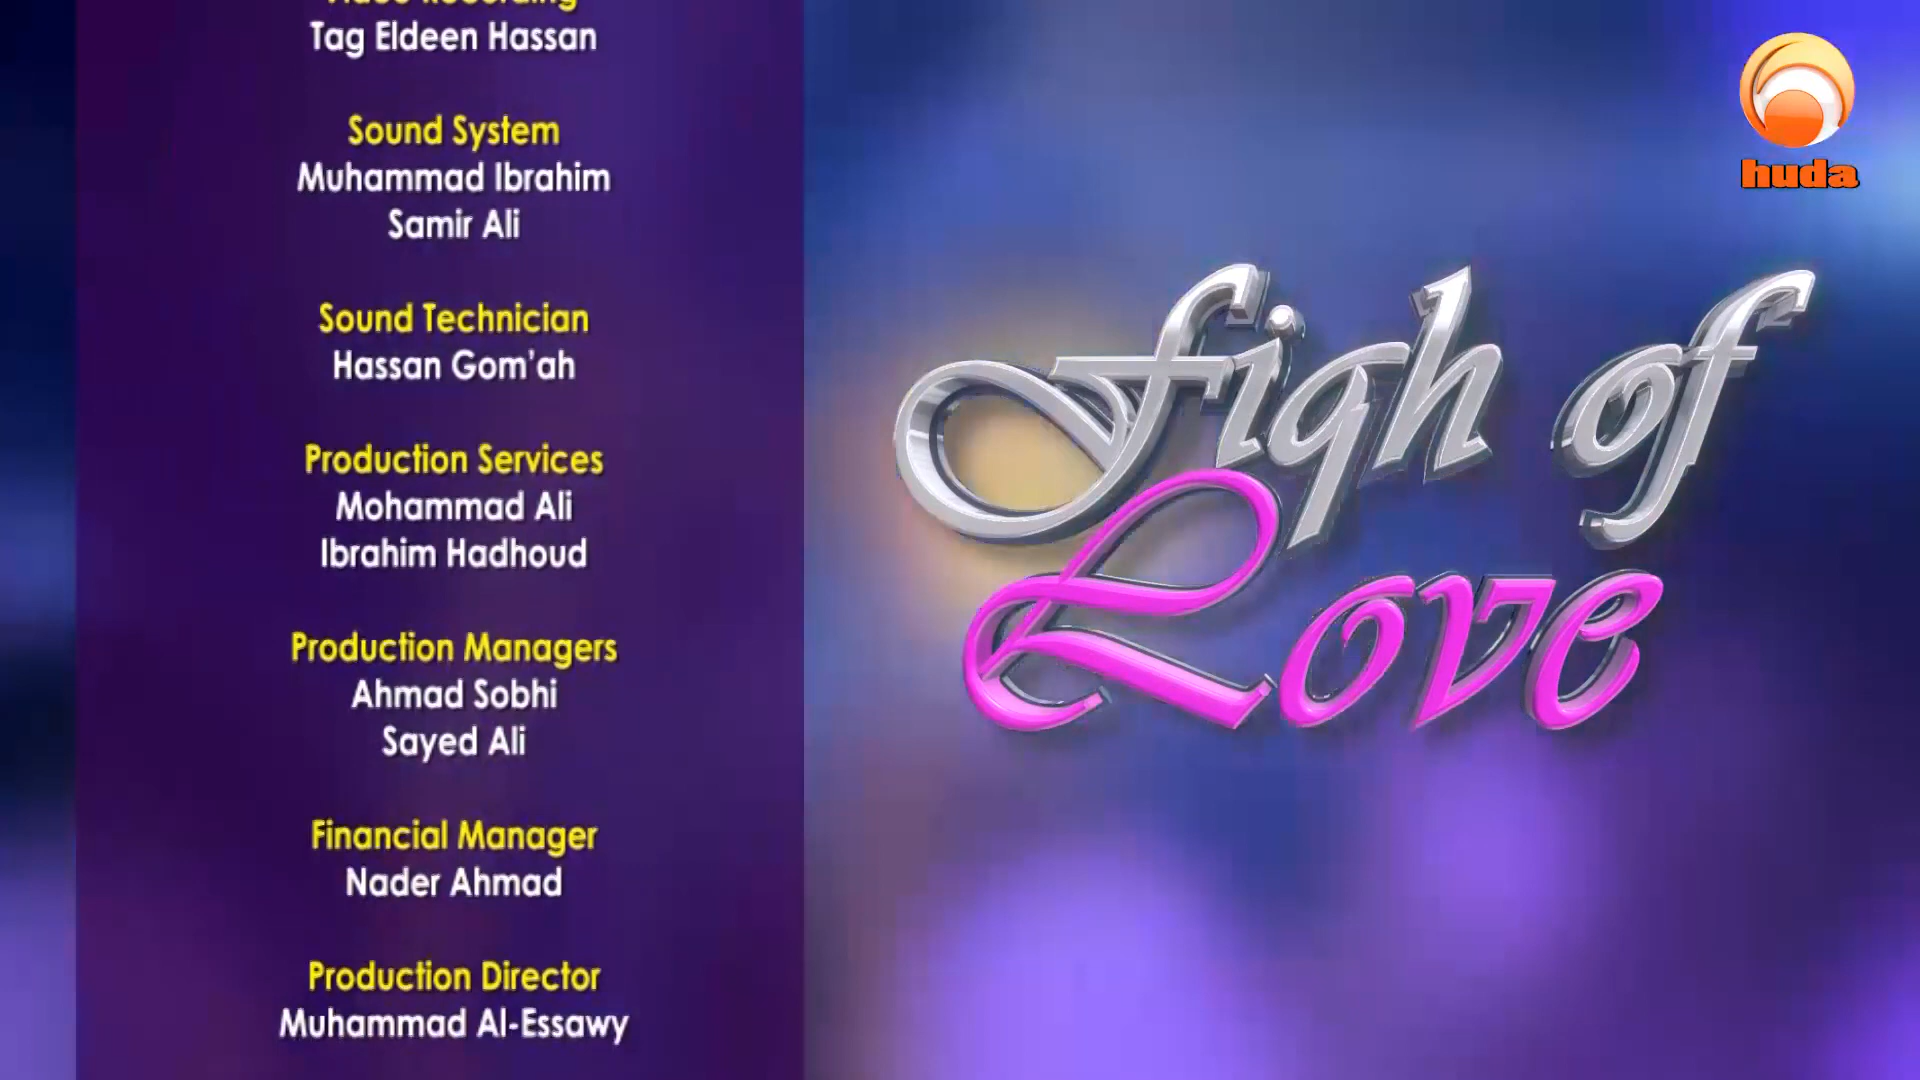 Video Recording
Tag Eldeen Hassan
Sound System
Muhammad Ibrahim
Samir Ali
Sound Technician
Hassan Gom'ah
Production Services
Mohammad Ali
Ibrahim Hadhoud
Production Managers
Ahmad Sobhi
Sayed Ali
Financial Manager
Nader Ahmad
Production Director
Muhammad Al-Essawy
huda
Fiqh of
Love